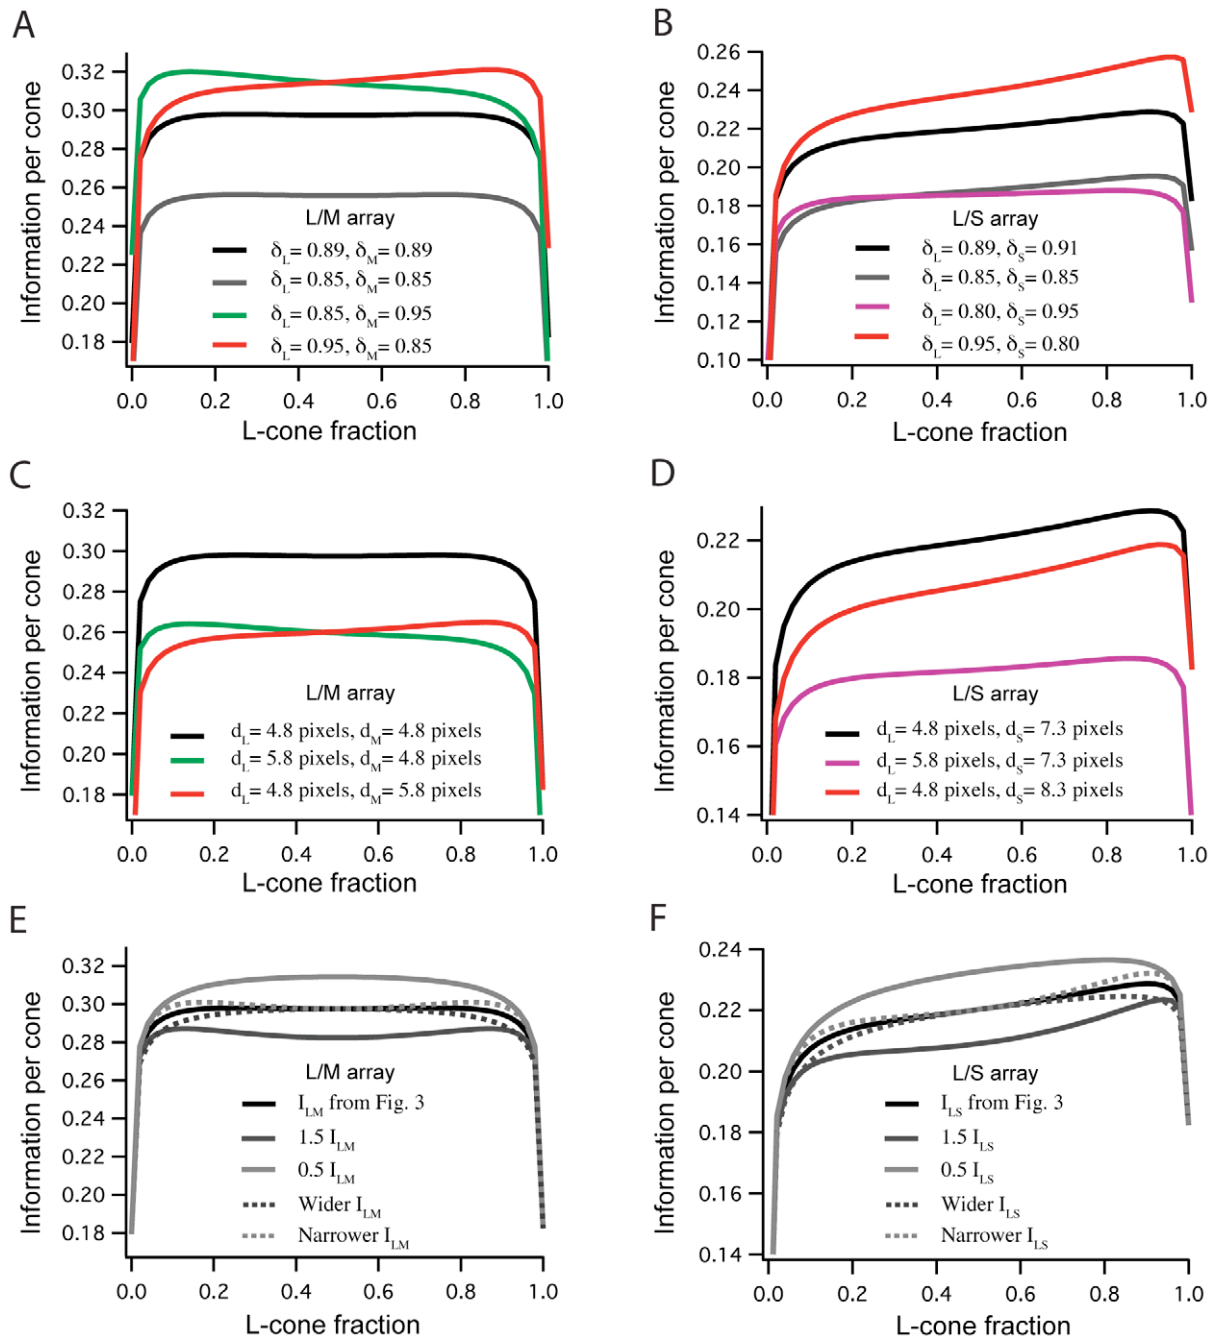 A
Information per cone
0.32
0.30
0.28
0.26
0.24
0.22
0.20
0.18
L/M array
δL= 0.89, δM= 0.89
δL= 0.85, δM= 0.85
δL= 0.85, δM= 0.95
δL= 0.95, δM= 0.85
0.0 0.2 0.4 0.6 0.8 1.0
L-cone fraction
B
Information per cone
0.26
0.24
0.22
0.20
0.18
0.16
0.14
0.12
0.10
L/S array
δL= 0.89, δS= 0.91
δL= 0.85, δS= 0.85
δL= 0.80, δS= 0.95
δL= 0.95, δS= 0.80
0.0 0.2 0.4 0.6 0.8 1.0
L-cone fraction
C
Information per cone
0.32
0.30
0.28
0.26
0.24
0.22
0.20
0.18
L/M array
dL= 4.8 pixels, dM= 4.8 pixels
dL= 5.8 pixels, dM= 4.8 pixels
dL= 4.8 pixels, dM= 5.8 pixels
0.0 0.2 0.4 0.6 0.8 1.0
L-cone fraction
D
Information per cone
0.22
0.20
0.18
0.16
0.14
L/S array
dL= 4.8 pixels, dS= 7.3 pixels
dL= 5.8 pixels, dS= 7.3 pixels
dL= 4.8 pixels, dS= 8.3 pixels
0.0 0.2 0.4 0.6 0.8 1.0
L-cone fraction
E
Information per cone
0.32
0.30
0.28
0.26
0.24
0.22
0.20
0.18
L/M array
ILM from Fig. 3
1.5 ILM
0.5 ILM
Wider ILM
Narrower ILM
0.0 0.2 0.4 0.6 0.8 1.0
L-cone fraction
F
Information per cone
0.24
0.22
0.20
0.18
0.16
0.14
L/S array
ILS from Fig. 3
1.5 ILS
0.5 ILS
Wider ILS
Narrower ILS
0.0 0.2 0.4 0.6 0.8 1.0
L-cone fraction